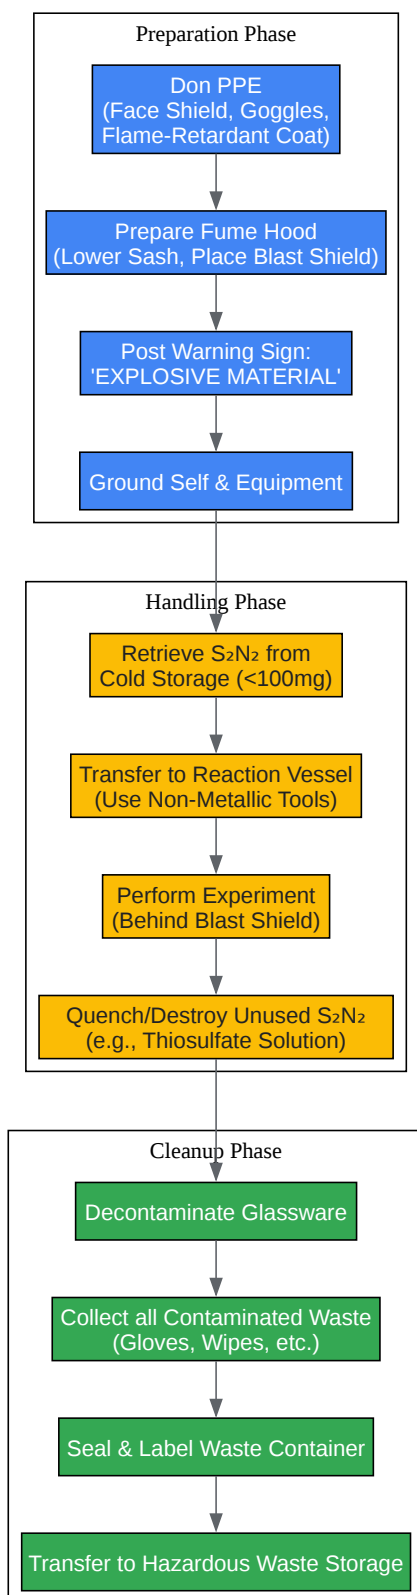 Preparation Phase
Don PPE
(Face Shield, Goggles,
Flame-Retardant Coat)
Prepare Fume Hood
(Lower Sash, Place Blast Shield)
Post Warning Sign:
'EXPLOSIVE MATERIAL'
Ground Self & Equipment
Handling Phase
Retrieve S₂N₂ from
Cold Storage (<100mg)
Transfer to Reaction Vessel
(Use Non-Metallic Tools)
Perform Experiment
(Behind Blast Shield)
Quench/Destroy Unused S₂N₂
(e.g., Thiosulfate Solution)
Cleanup Phase
Decontaminate Glassware
Collect all Contaminated Waste
(Gloves, Wipes, etc.)
Seal & Label Waste Container
Transfer to Hazardous Waste Storage